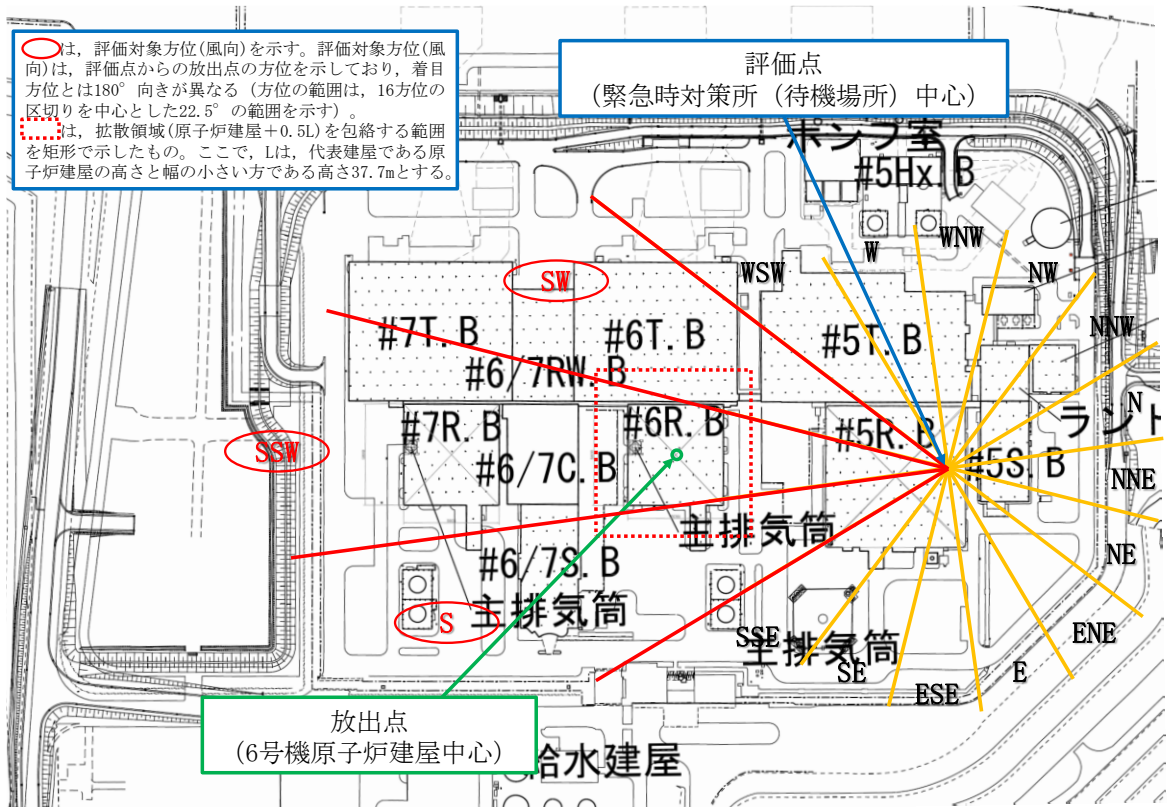 は，評価対象方位(風向)を示す。評価対象方位(風
向)は，評価点からの放出点の方位を示しており，着目
方位とは180°向きが異なる（方位の範囲は，16方位の
区切りを中心とした22.5°の範囲を示す）。
は，拡散領域(原子炉建屋＋0.5L)を包絡する範囲
を矩形で示したもの。ここで，Lは，代表建屋である原
子炉建屋の高さと幅の小さい方である高さ37.7mとする。
評価点
（緊急時対策所（待機場所）中心）
ポンプ室
#5Hx. B
W
WNW
WSW
NW
SW
NNW
#7T. B
#6T. B
#5T. B
#6/7RW. B
N
ランド
#7R. B
#6R. B
#5R. B
SSW
#6/7C. B
#5S. B
NNE
主排気筒
NE
#6/7S. B
主排気筒
S
SSE
ENE
主排気筒
SE
E
ESE
放出点
（6号機原子炉建屋中心）
給水建屋